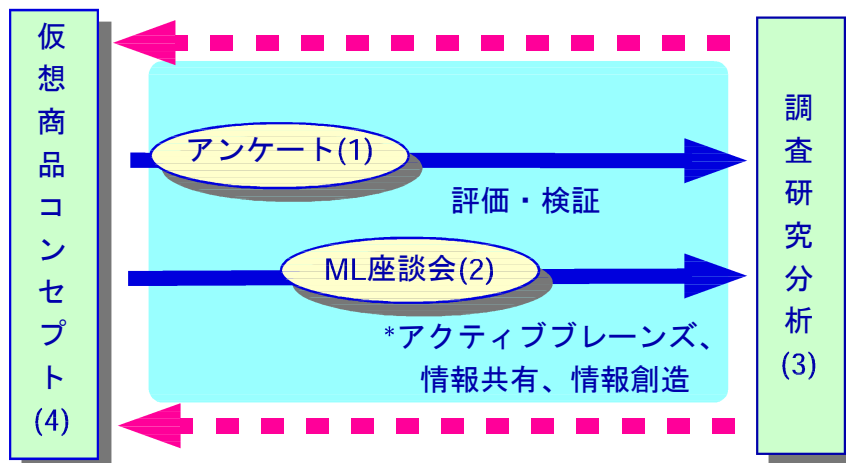 仮想商品コンセプト(4)
アンケート(1)
評価・検証
ML座談会(2)
*アクティブブレーンズ、
情報共有、情報創造
調査研究分析(3)